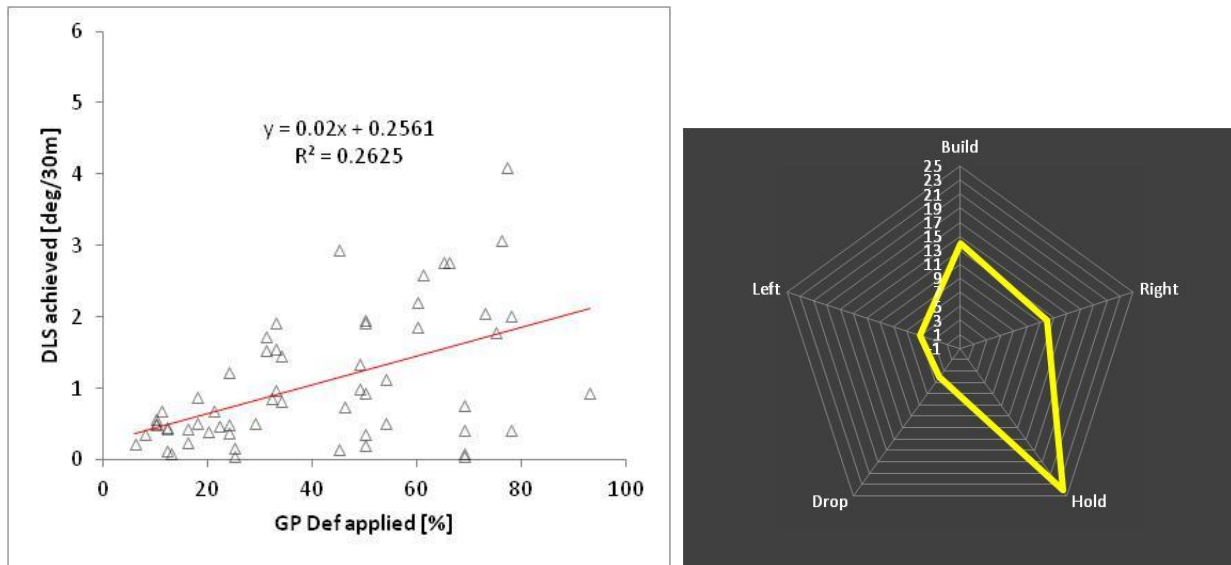 6
5
4
3
2
1
0
0 20 40 60 80 100
DLS achieved [deg/30m]
GP Def applied [%]
y = 0.02x + 0.2561
R² = 0.2625
Build
25
23
21
19
17
15
13
11
9
7
5
3
1
-1
Left
Right
Drop
Hold